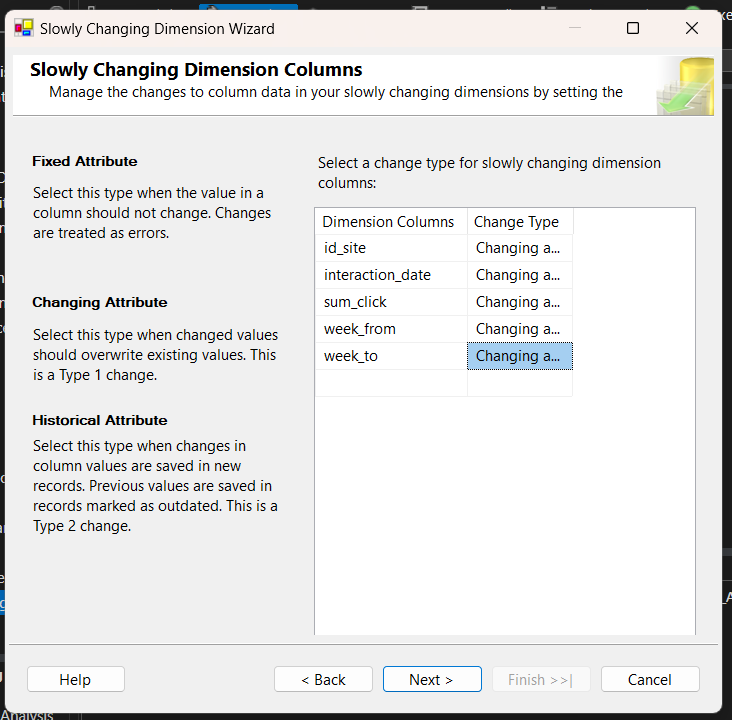 Slowly Changing Dimension Wizard
Slowly Changing Dimension Columns
Manage the changes to column data in your slowly changing dimensions by setting the
Fixed Attribute
Select this type when the value in a
column should not change. Changes
are treated as errors.
Changing Attribute
Select this type when changed values
should overwrite existing values. This
is a Type 1 change.
Historical Attribute
Select this type when changes in
column values are saved in new
records. Previous values are saved in
records marked as outdated. This is a
Type 2 change.
Select a change type for slowly changing dimension
columns:
Dimension Columns Change Type
id_site Changing a...
interaction_date Changing a...
sum_click Changing a...
week_from Changing a...
week_to Changing a...
Help < Back Next > Finish >>| Cancel
Analysis